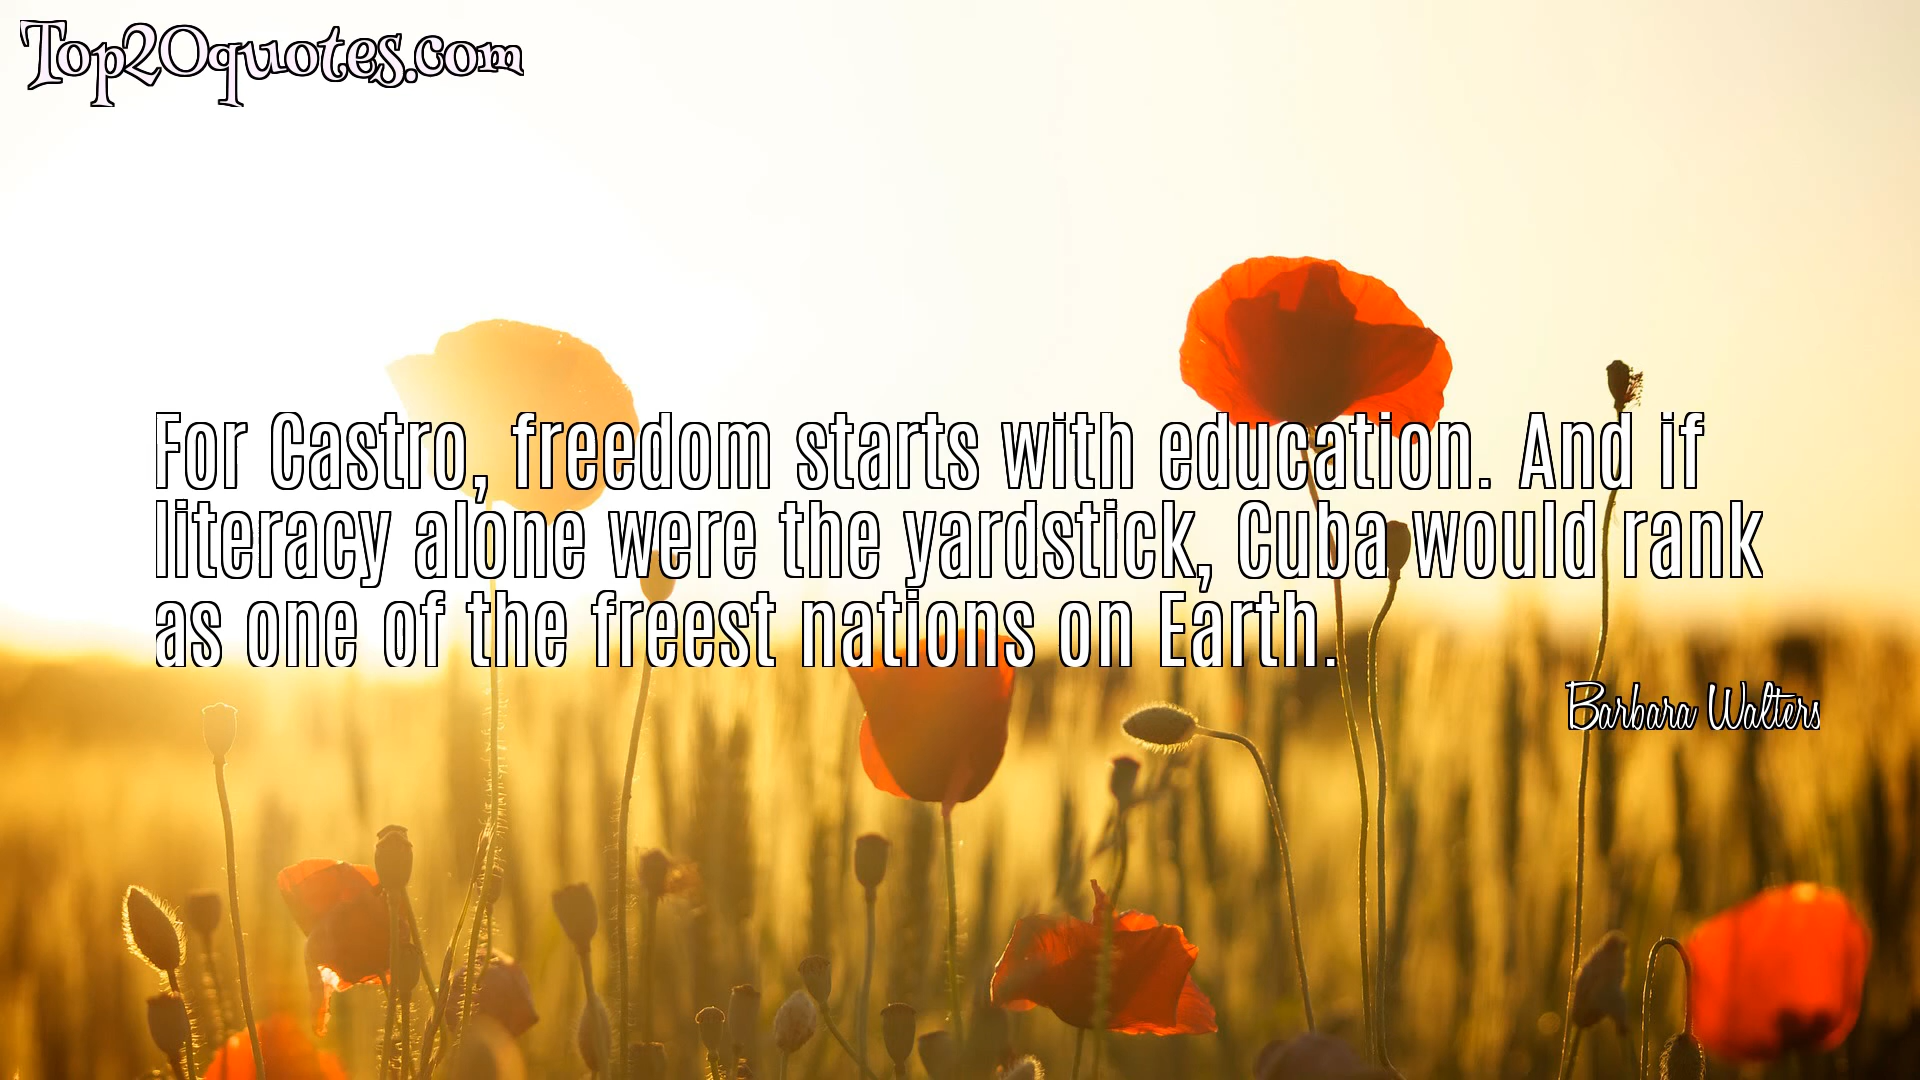 Top20quotes.com
For Castro, freedom starts with education. And if
literacy alone were the yardstick, Cuba would rank
as one of the freest nations on Earth.
Barbara Walters